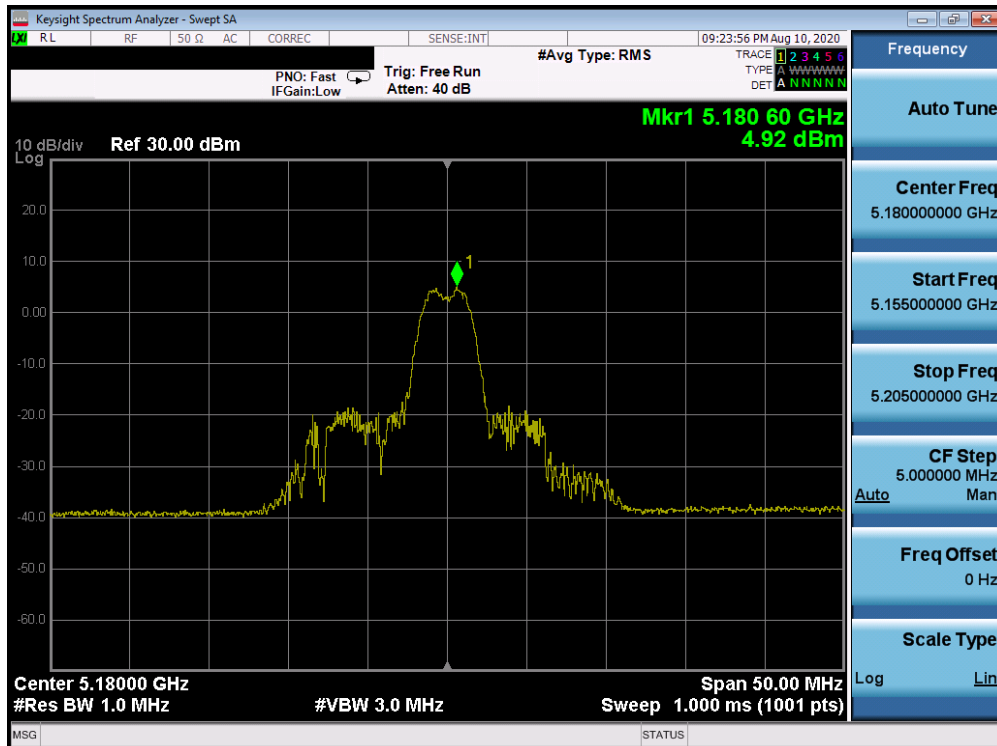 Keysight Spectrum Analyzer - Swept SA
LXI RL RF 50 Ω AC CORREC SENSE:INT 09:23:56 PM Aug 10, 2020
PNO: Fast
IFGain:Low
Trig: Free Run
Atten: 40 dB
#Avg Type: RMS
TRACE 1 2 3 4 5 6
TYPE A WWWWW
DET A N N N N N
Mkr1 5.180 60 GHz
4.92 dBm
10 dB/div
Log
Ref 30.00 dBm
20.0
10.0
0.00
-10.0
-20.0
-30.0
-40.0
-50.0
-60.0
1
Center 5.18000 GHz
#Res BW 1.0 MHz
#VBW 3.0 MHz
Span 50.00 MHz
Sweep 1.000 ms (1001 pts)
MSG
STATUS
Frequency
Auto Tune
Center Freq
5.180000000 GHz
Start Freq
5.155000000 GHz
Stop Freq
5.205000000 GHz
CF Step
5.000000 MHz
Auto Man
Freq Offset
0 Hz
Scale Type
Log Lin